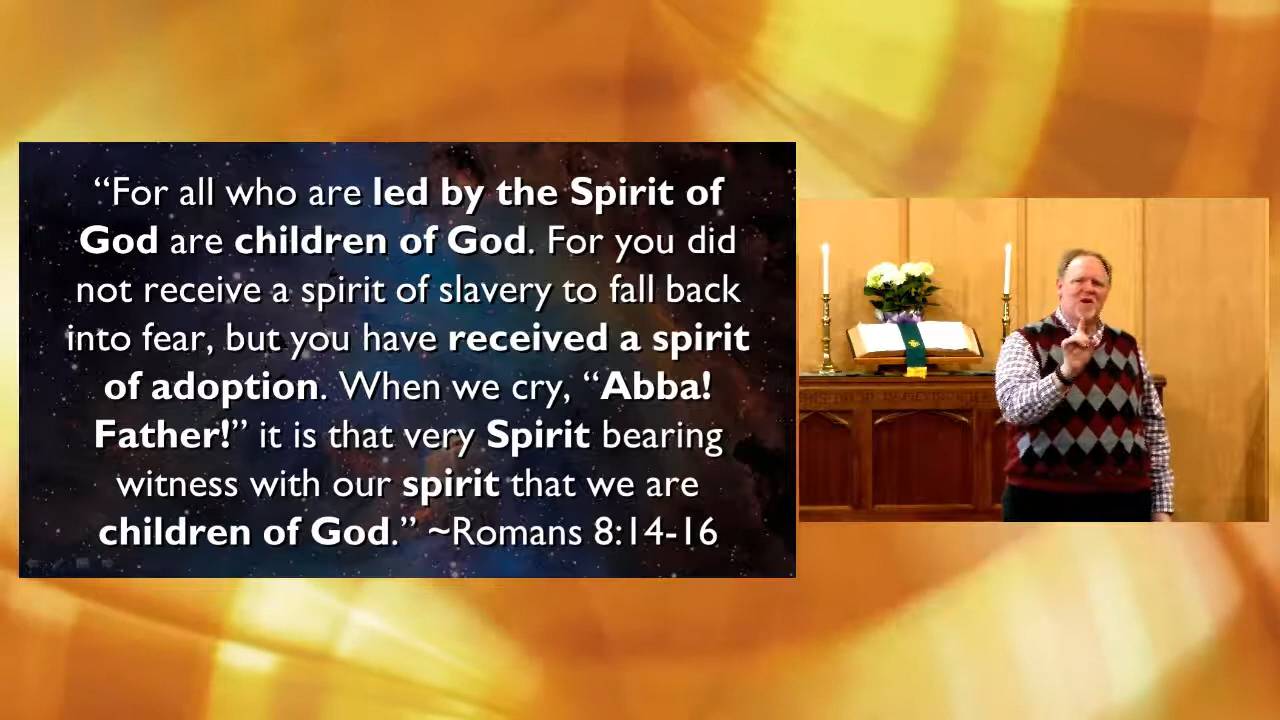 “For all who are led by the Spirit of
God are children of God. For you did
not receive a spirit of slavery to fall back
into fear, but you have received a spirit
of adoption. When we cry, “Abba!
Father!” it is that very Spirit bearing
witness with our spirit that we are
children of God.” ~Romans 8:14-16